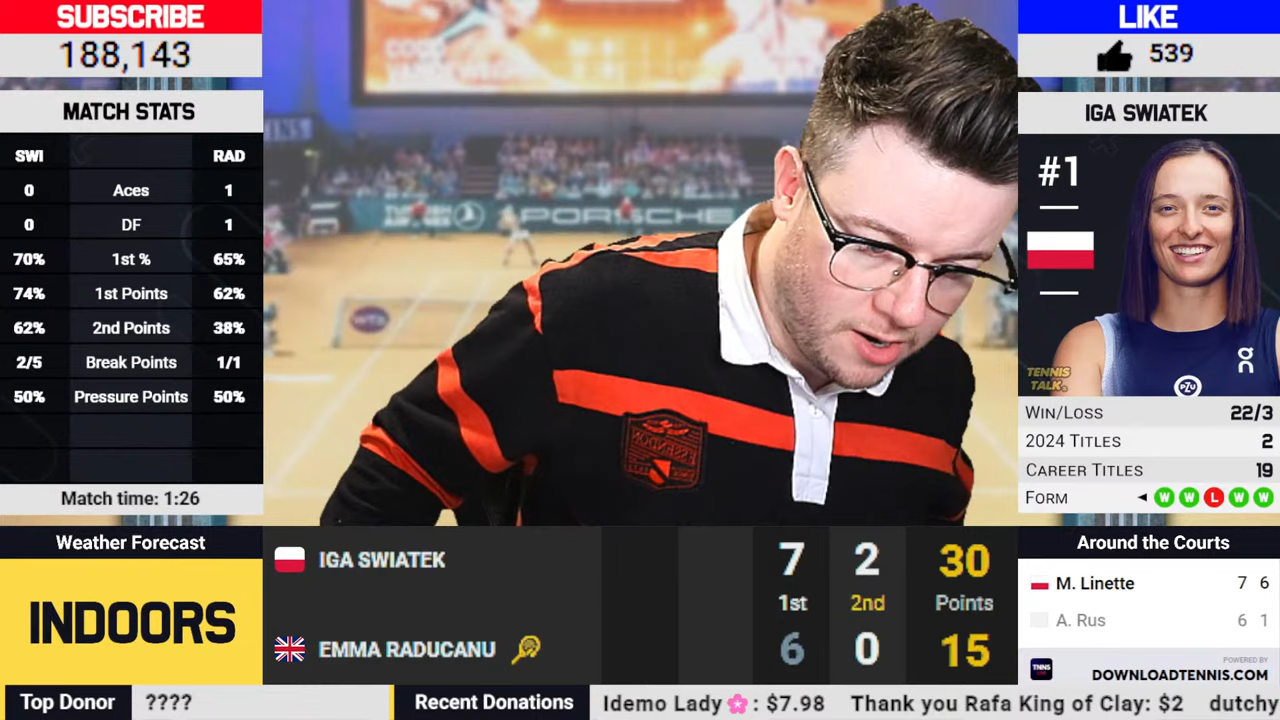 SUBSCRIBE
188,143
MATCH STATS
SWI RAD
0 Aces 1
0 DF 1
70% 1st % 65%
74% 1st Points 62%
62% 2nd Points 38%
2/5 Break Points 1/1
50% Pressure Points 50%
Match time: 1:26
Weather Forecast
INDOORS
PORSCHE
ESSENDON
IGA SWIATEK 7 2 30
1st 2nd Points
EMMA RADUCANU 6 0 15
LIKE
539
IGA SWIATEK
#1
PZU
TENNIS
TALK
WIN/LOSS 22/3
2024 TITLES 2
CAREER TITLES 19
FORM W W L W W
Around the Courts
M. Linette 7 6
A. Rus 6 1
TNNS
POWERED BY
DOWNLOADTENNIS.COM
Top Donor ????
Recent Donations Idemo Lady🌸: $7.98 Thank you Rafa King of Clay: $2 dutchy